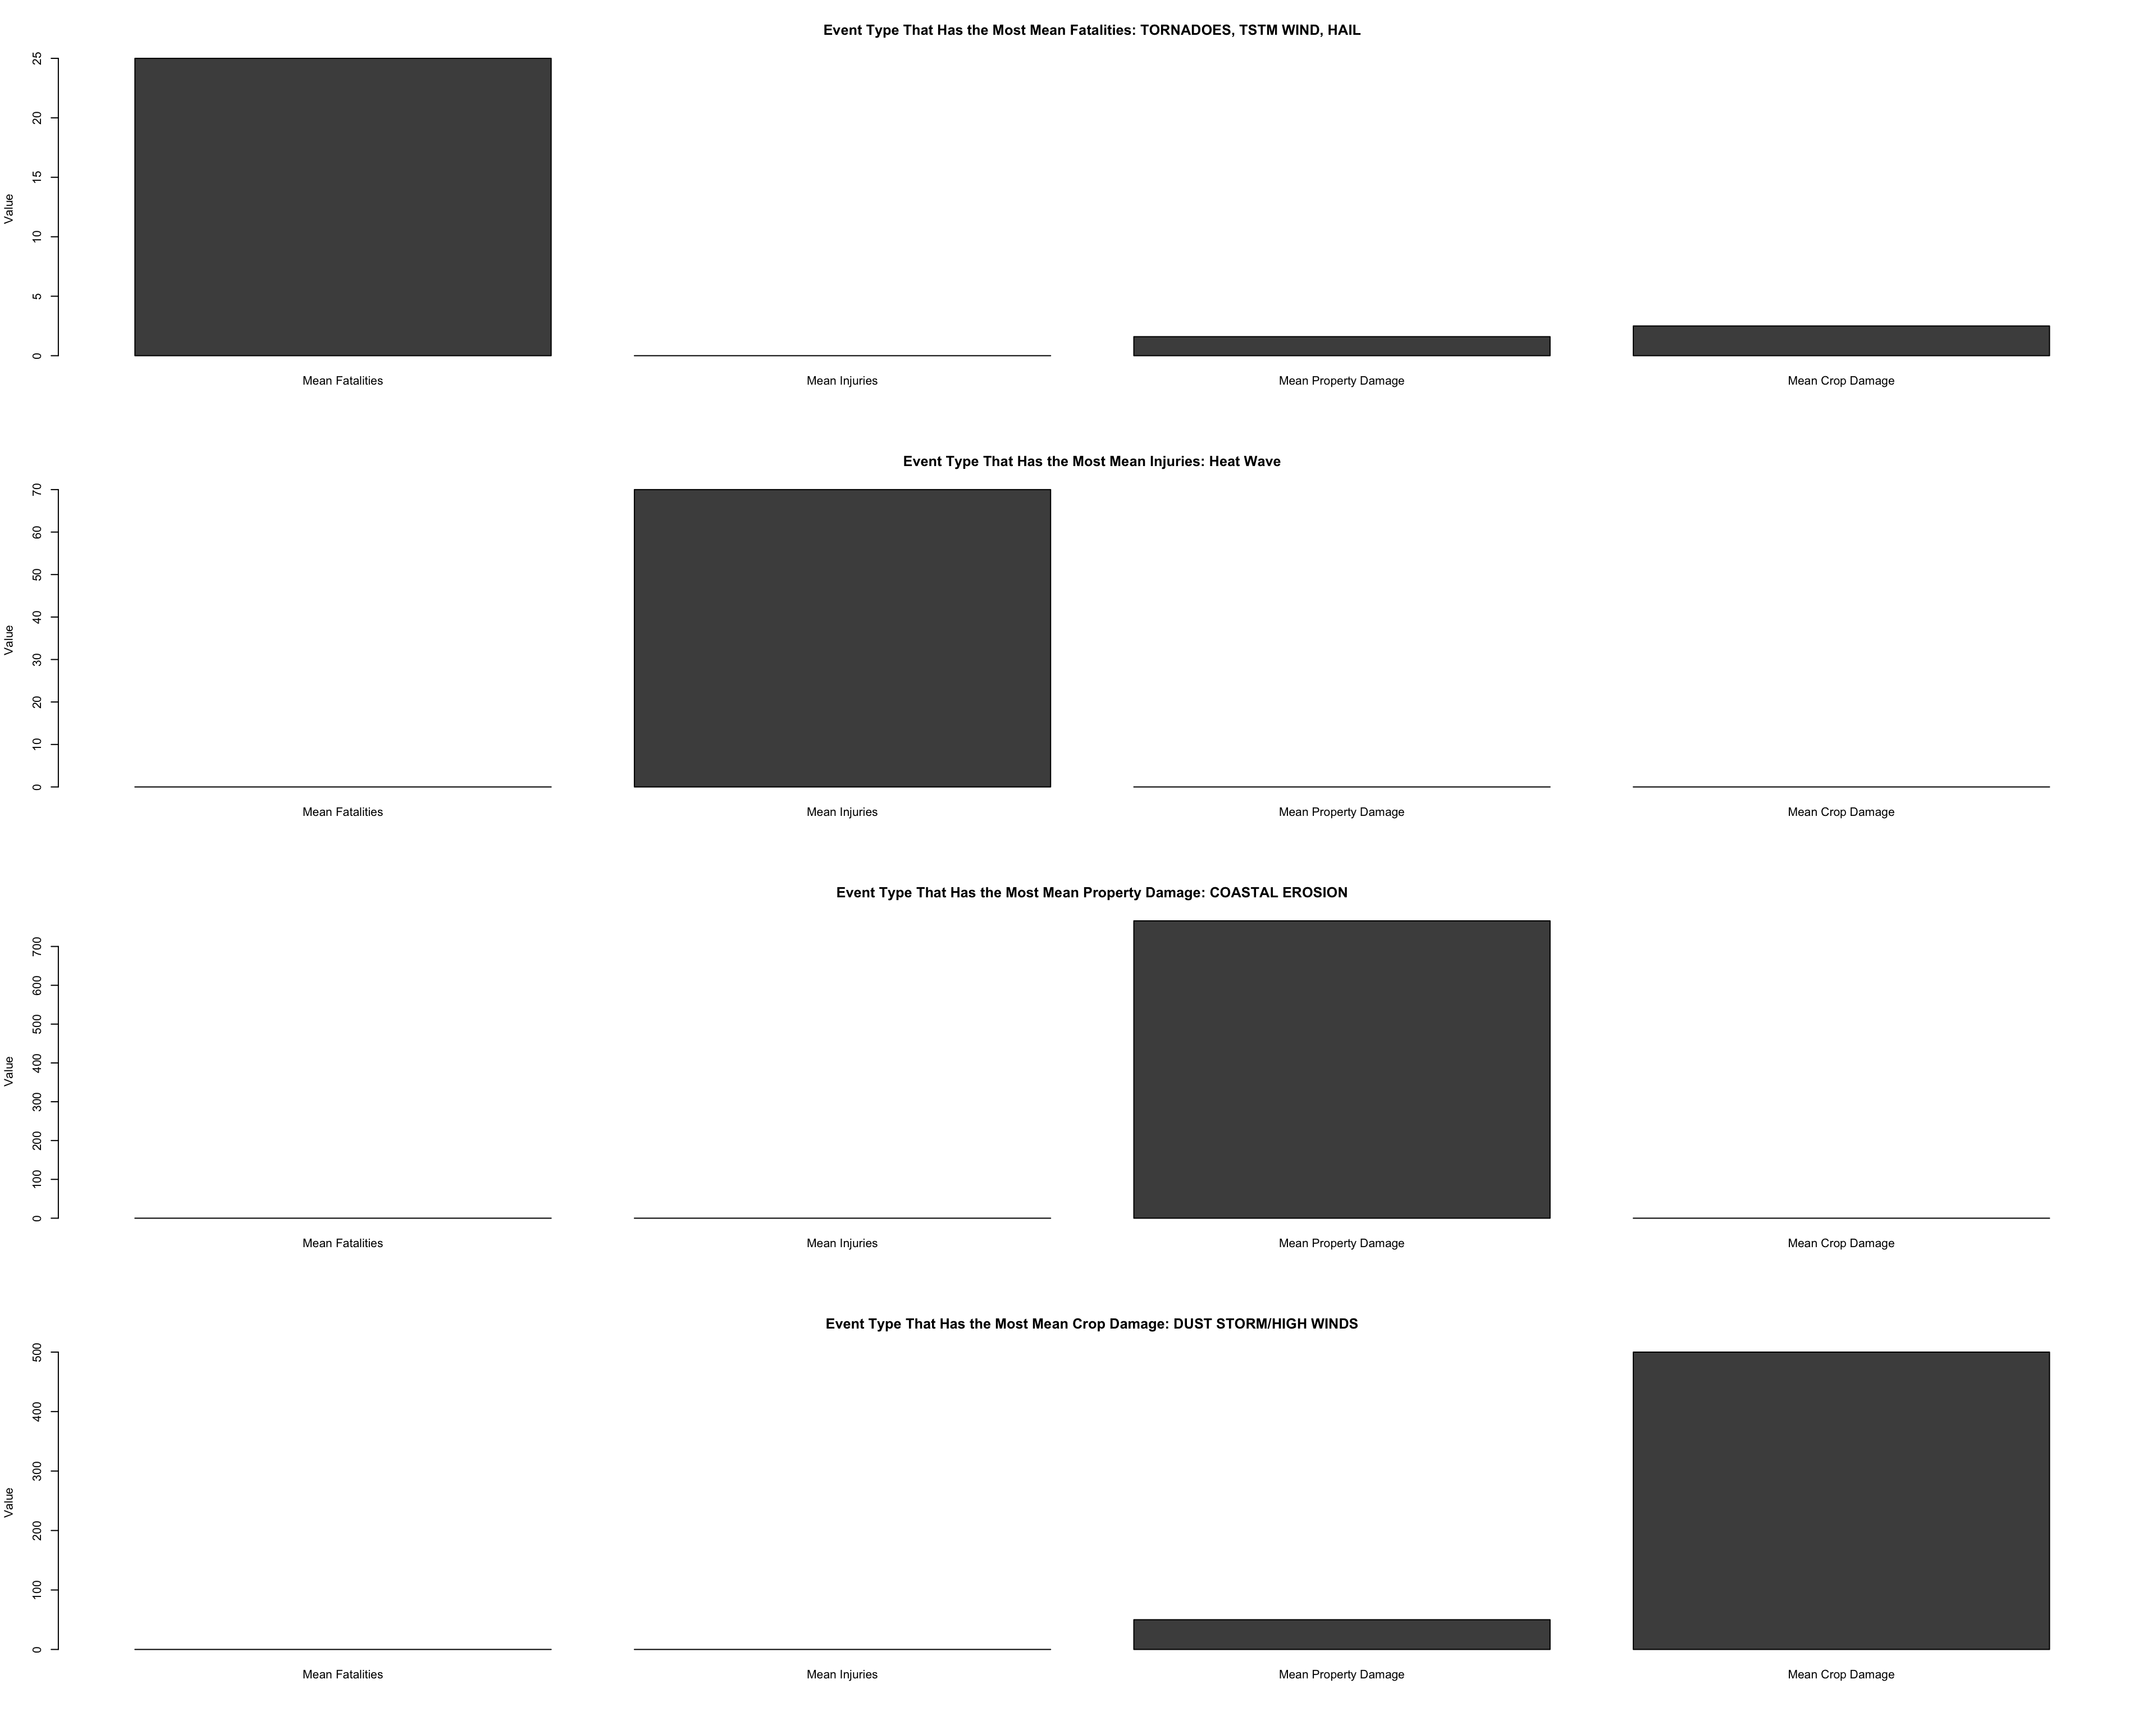 Event Type That Has the Most Mean Fatalities: TORNADOES, TSTM WIND, HAIL
Value
25
20
15
10
5
0
Mean Fatalities
Mean Injuries
Mean Property Damage
Mean Crop Damage
Event Type That Has the Most Mean Injuries: Heat Wave
Value
70
60
50
40
30
20
10
0
Mean Fatalities
Mean Injuries
Mean Property Damage
Mean Crop Damage
Event Type That Has the Most Mean Property Damage: COASTAL EROSION
Value
700
600
500
400
300
200
100
0
Mean Fatalities
Mean Injuries
Mean Property Damage
Mean Crop Damage
Event Type That Has the Most Mean Crop Damage: DUST STORM/HIGH WINDS
Value
500
400
300
200
100
0
Mean Fatalities
Mean Injuries
Mean Property Damage
Mean Crop Damage